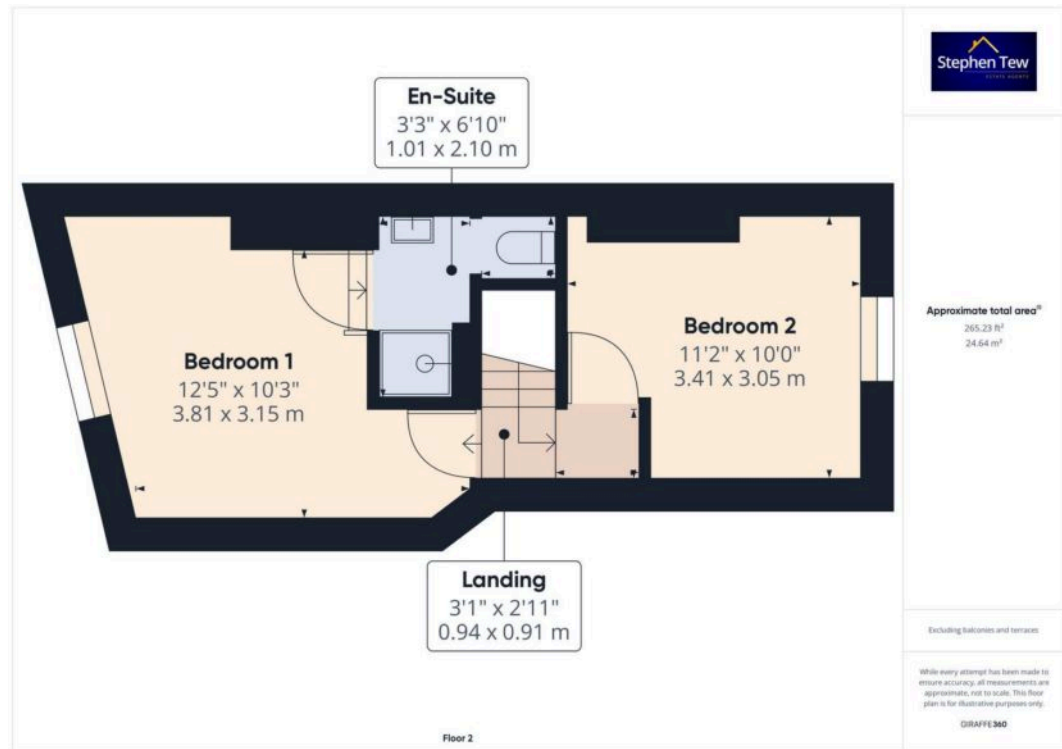 En-Suite
3'3" x 6'10"
1.01 x 2.10 m
Bedroom 1
12'5" x 10'3"
3.81 x 3.15 m
Bedroom 2
11'2" x 10'0"
3.41 x 3.05 m
Landing
3'1" x 2'11"
0.94 x 0.91 m
Floor 2
Stephen Tew
ESTATE AGENTS
Approximate total area⁽¹⁾
265.23 ft²
24.64 m²
Excluding balconies and terraces
While every attempt has been made to
ensure accuracy, all measurements are
approximate, not to scale. This floor
plan is for illustrative purposes only.
GIRAFFE360